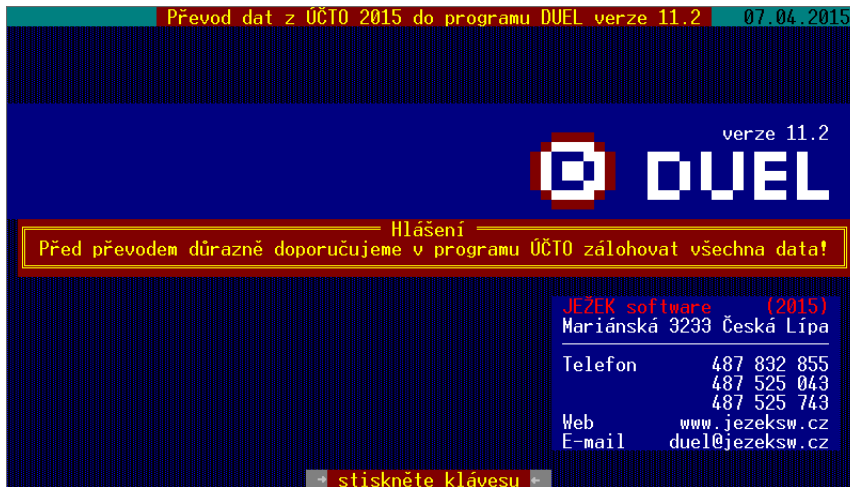 Převod dat z ÚČTO 2015 do programu DUEL verze 11.2 07.04.2015
verze 11.2
DUEL
Hlášení
Před převodem důrazně doporučujeme v programu ÚČTO zálohovat všechna data!
JEŽEK software (2015)
Mariánská 3233 Česká Lípa
Telefon 487 832 855
487 525 043
487 525 743
Web www.jezeksw.cz
E-mail duel@jezeksw.cz
→ stiskněte klávesu ←